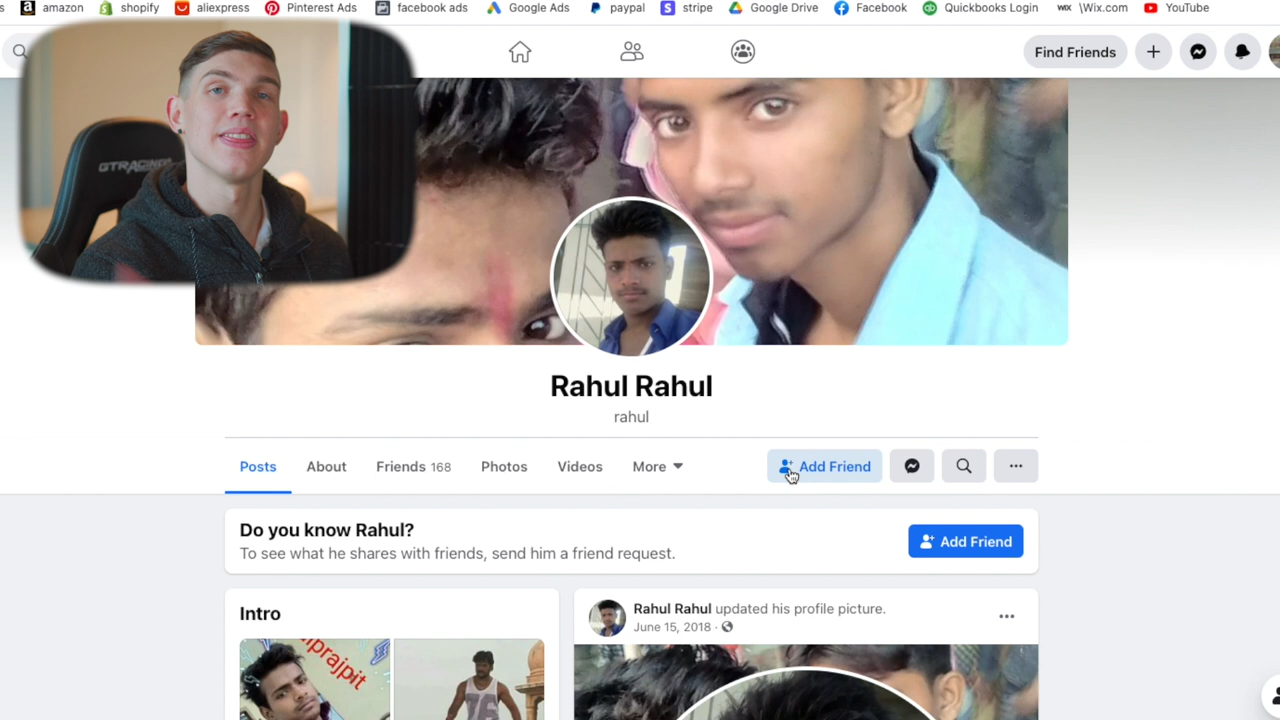 s amazon shopify aliexpress Pinterest Ads facebook ads Google Ads paypal stripe Google Drive Facebook Quickbooks Login WIX \Wix.com YouTube
Find Friends
GTRACING
Rahul Rahul
rahul
Posts About Friends 168 Photos Videos More Add Friend
Do you know Rahul?
To see what he shares with friends, send him a friend request.
Add Friend
Intro
Rahul Rahul updated his profile picture.
June 15, 2018 ·
76